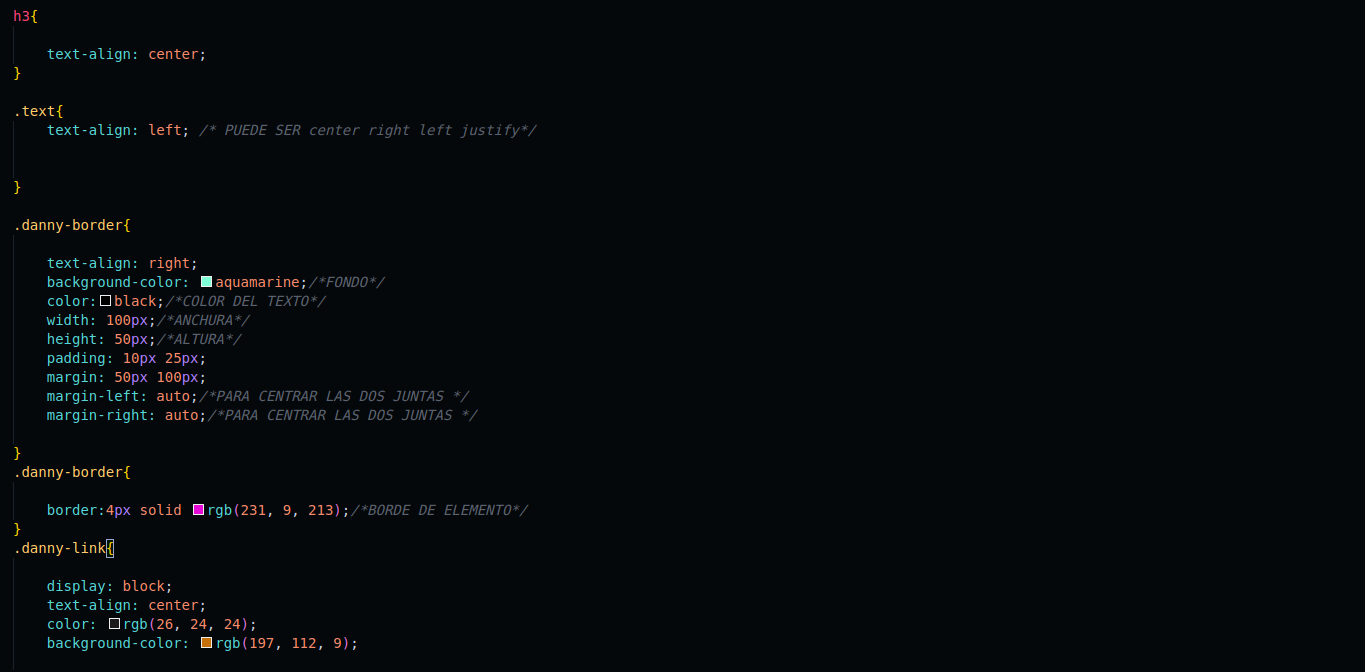 h3{
text-align: center;
}
.text{
text-align: left; /* PUEDE SER center right left justify*/
}
.danny-border{
text-align: right;
background-color: aquamarine;/*FONDO*/
color:black;/*COLOR DEL TEXTO*/
width: 100px;/*ANCHURA*/
height: 50px;/*ALTURA*/
padding: 10px 25px;
margin: 50px 100px;
margin-left: auto;/*PARA CENTRAR LAS DOS JUNTAS */
margin-right: auto;/*PARA CENTRAR LAS DOS JUNTAS */
}
.danny-border{
border:4px solid rgb(231, 9, 213);/*BORDE DE ELEMENTO*/
}
.danny-link{
display: block;
text-align: center;
color: rgb(26, 24, 24);
background-color: rgb(197, 112, 9);